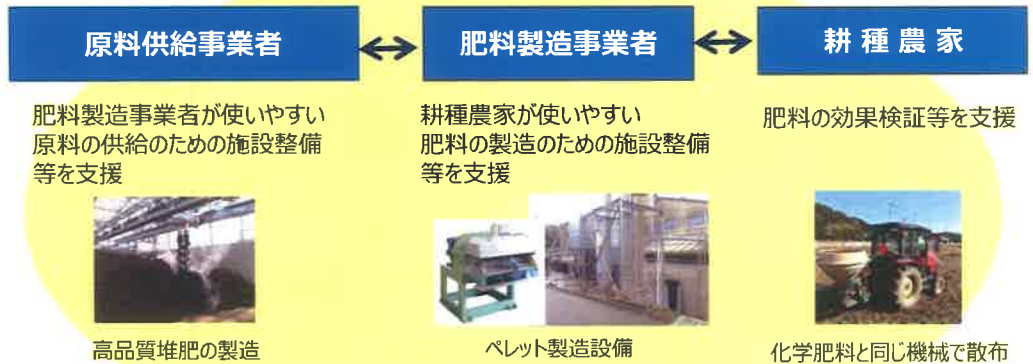 原料供給事業者
肥料製造事業者
耕種農家
肥料製造事業者が使いやすい
原料の供給のための施設整備
等を支援
耕種農家が使いやすい
肥料の製造のための施設整備
等を支援
肥料の効果検証等を支援
高品質堆肥の製造
ペレット製造設備
化学肥料と同じ機械で散布